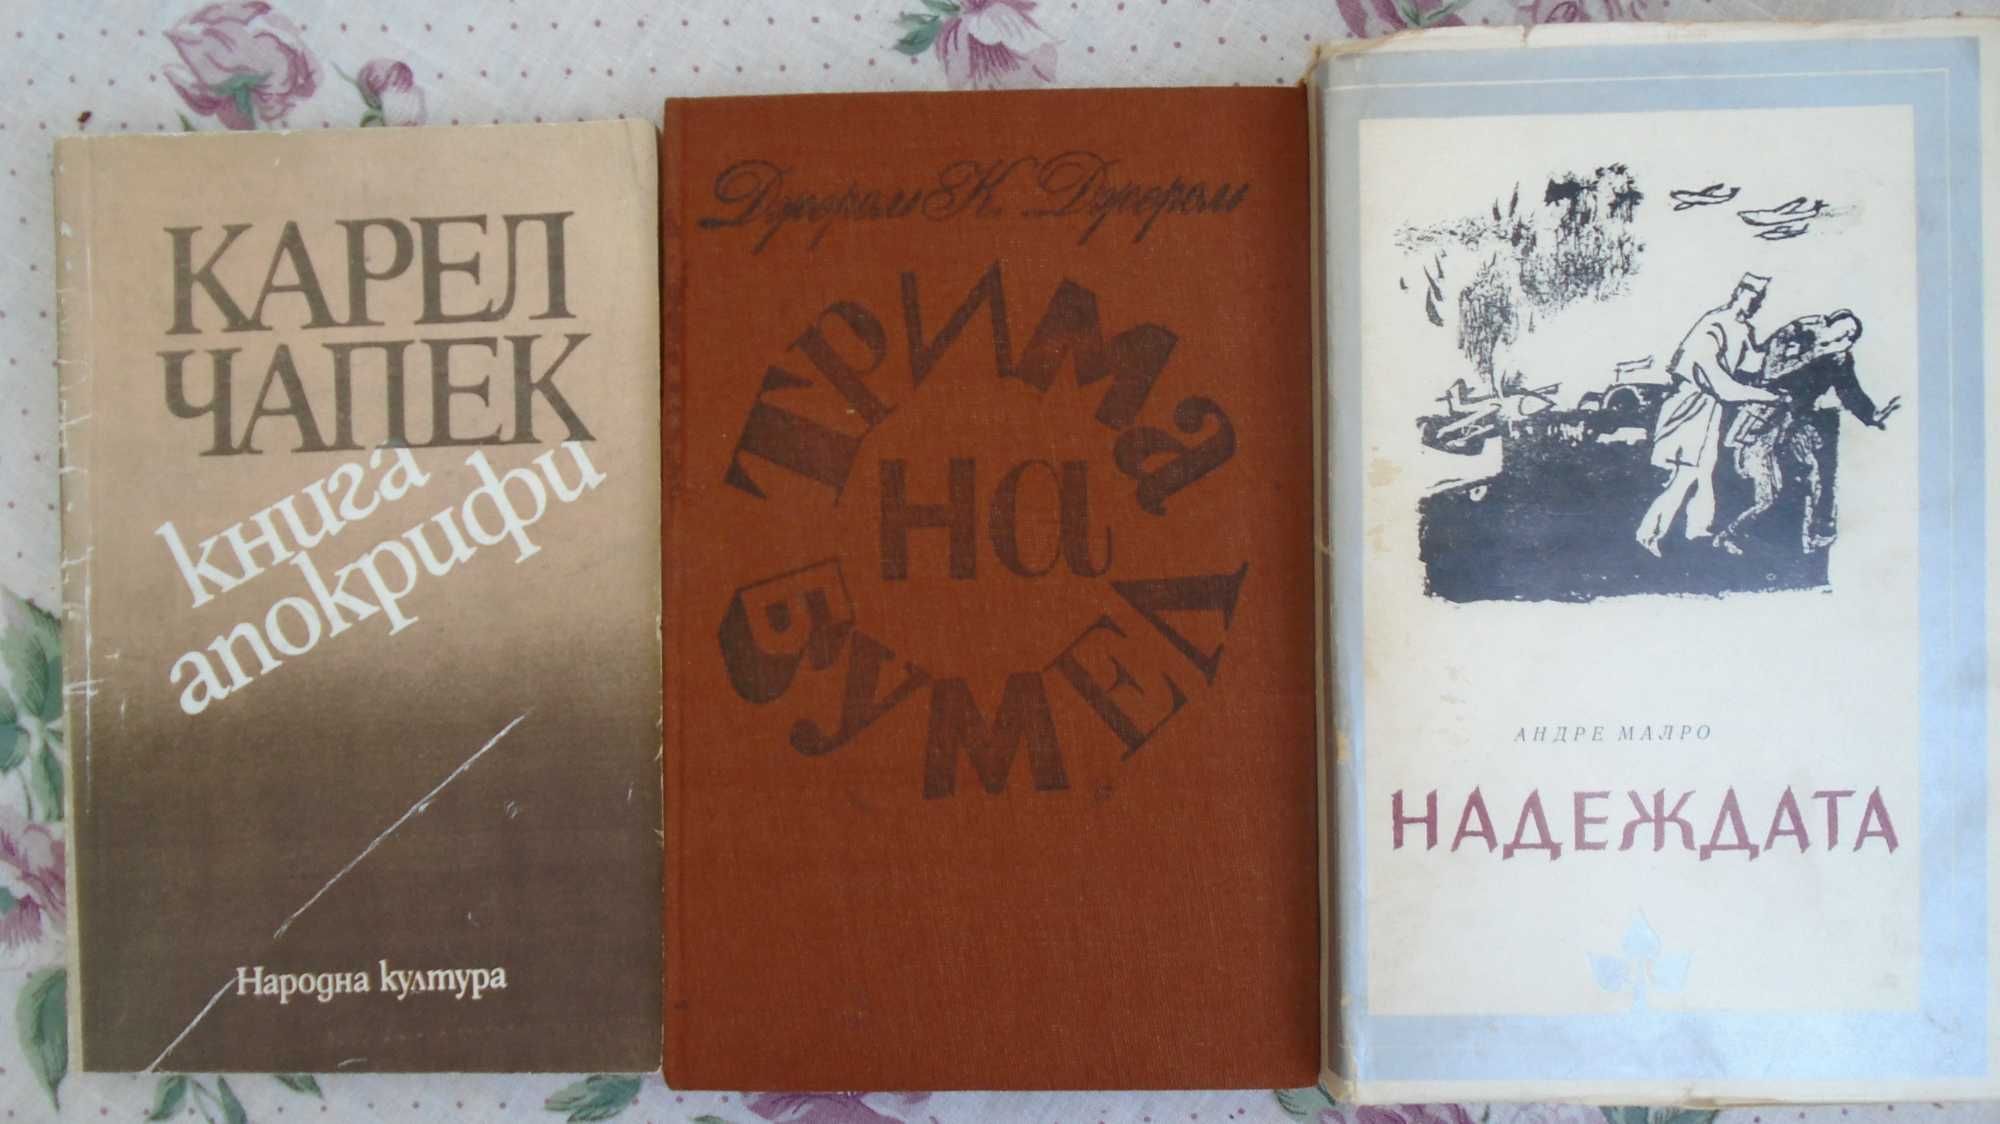 КАРЕЛ
ЧАПЕК
книга
апокрифи
Народна култура
Джером К. Джером
ТРИМА
НА
БУМЕЛ
АНДРЕ МАЛРО
НАДЕЖДАТА